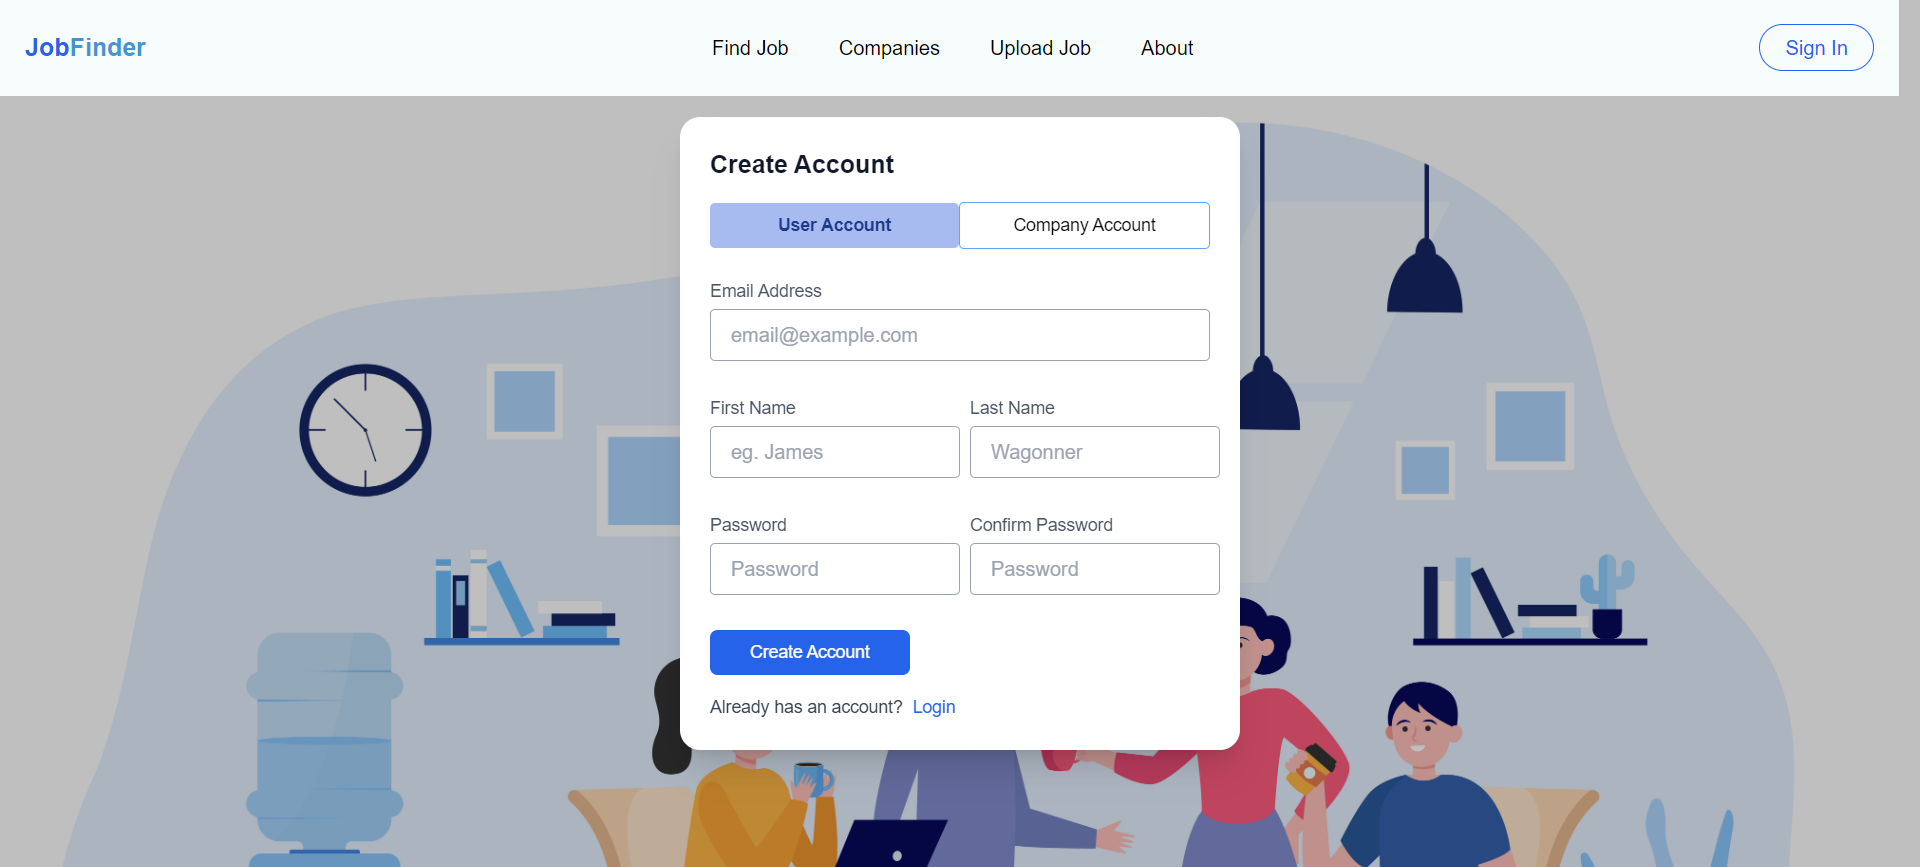 JobFinder
Find Job Companies Upload Job About
Sign In
Create Account
User Account Company Account
Email Address
email@example.com
First Name Last Name
eg. James Wagonner
Password Confirm Password
Password Password
Create Account
Already has an account? Login